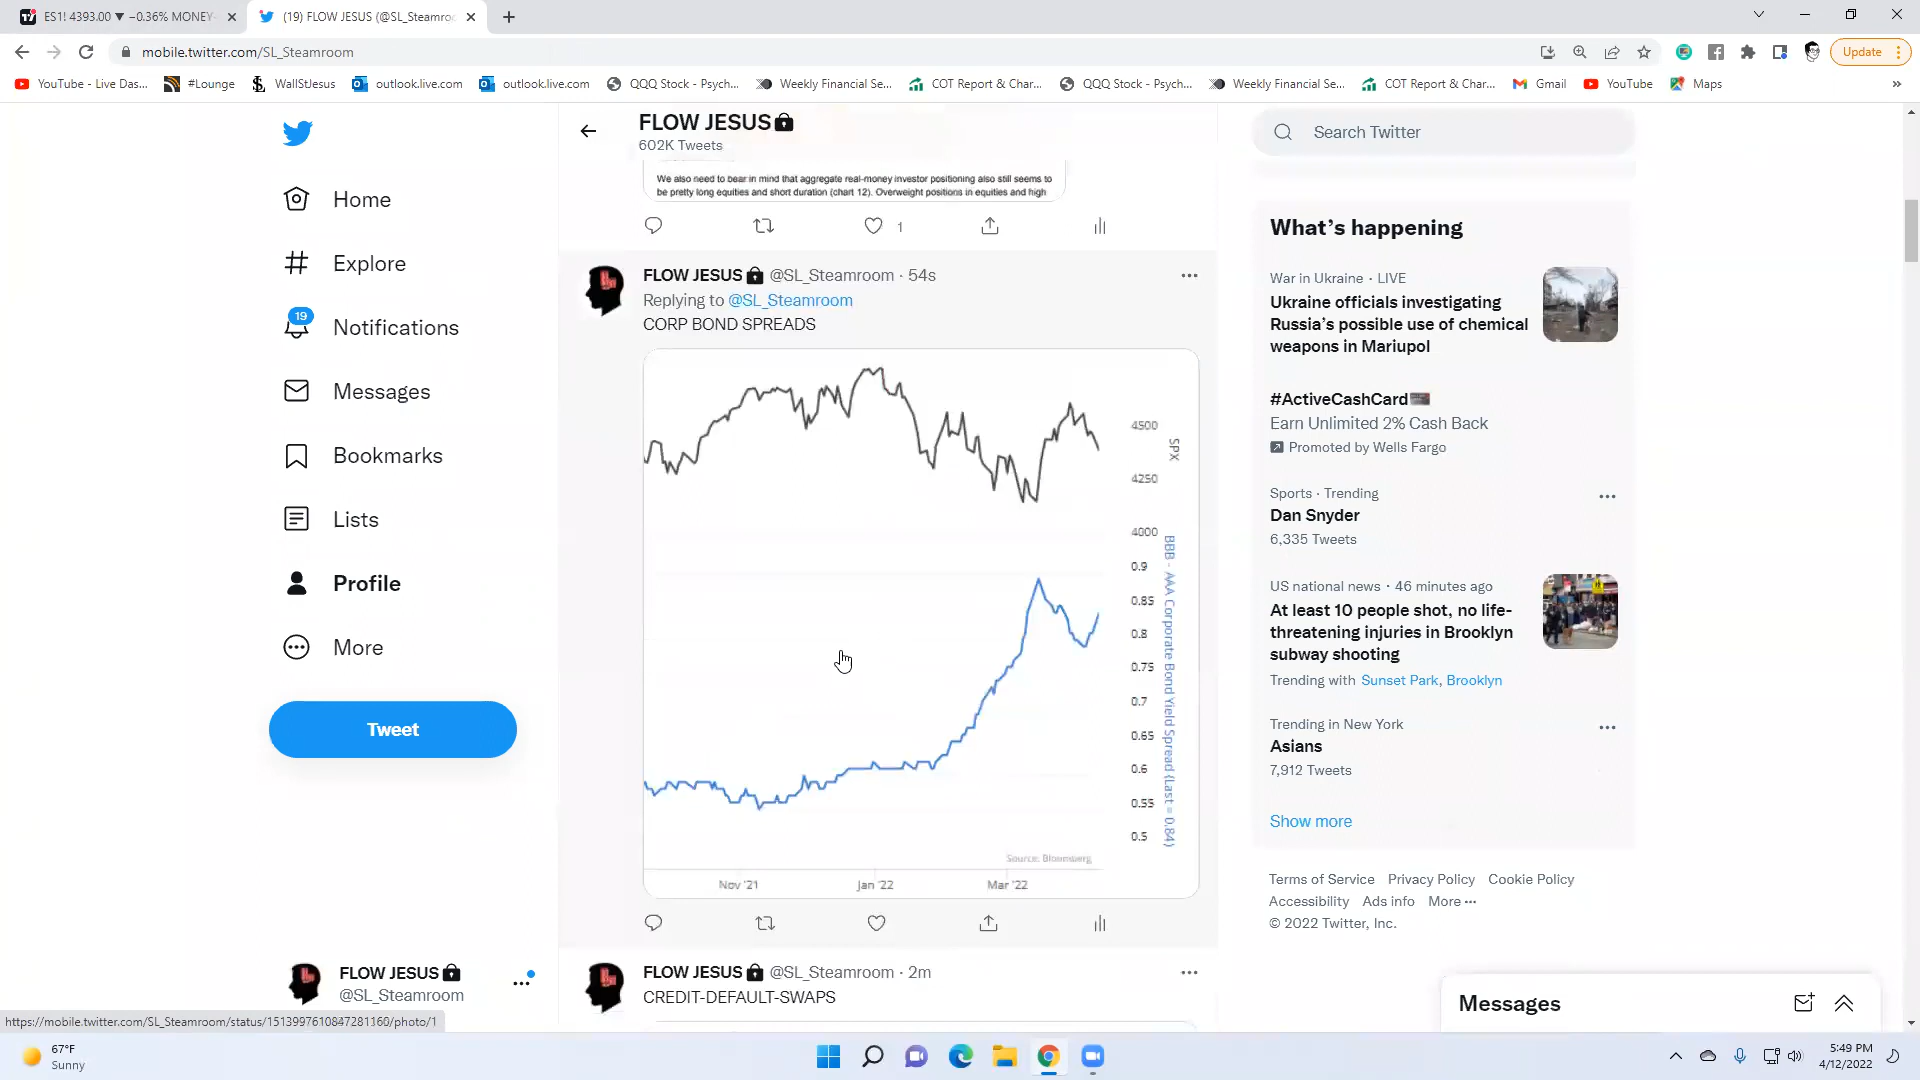 ES1! 4393.00 ▼ −0.36% MONEY
(19) FLOW JESUS (@SL_Steamro
mobile.twitter.com/SL_Steamroom
Update
YouTube - Live Das...
#Lounge
WallStJesus
outlook.live.com
outlook.live.com
QQQ Stock - Psych...
Weekly Financial Se...
COT Report & Char...
QQQ Stock - Psych...
Weekly Financial Se...
COT Report & Char...
Gmail
YouTube
Maps
»
Home
Explore
19
Notifications
Messages
Bookmarks
Lists
Profile
More
Tweet
FLOW JESUS
@SL_Steamroom
FLOW JESUS
602K Tweets
We also need to bear in mind that aggregate real-money investor positioning also still seems to
be pretty long equities and short duration (chart 12). Overweight positions in equities and high
1
FLOW JESUS @SL_Steamroom · 54s
Replying to @SL_Steamroom
CORP BOND SPREADS
4500
4250
4000
SPX
0.9
0.85
0.8
0.75
0.7
0.65
0.6
0.55
0.5
BBB - AAA Corporate Bond Yield Spread (Last = 0.84)
Source: Bloomberg
Nov '21
Jan '22
Mar '22
FLOW JESUS @SL_Steamroom · 2m
CREDIT-DEFAULT-SWAPS
Search Twitter
What's happening
War in Ukraine · LIVE
Ukraine officials investigating
Russia's possible use of chemical
weapons in Mariupol
#ActiveCashCard
Earn Unlimited 2% Cash Back
Promoted by Wells Fargo
Sports · Trending
Dan Snyder
6,335 Tweets
US national news · 46 minutes ago
At least 10 people shot, no life-
threatening injuries in Brooklyn
subway shooting
Trending with Sunset Park, Brooklyn
Trending in New York
Asians
7,912 Tweets
Show more
Terms of Service Privacy Policy Cookie Policy
Accessibility Ads info More ···
© 2022 Twitter, Inc.
Messages
https://mobile.twitter.com/SL_Steamroom/status/1513997610847281160/photo/1
67°F
Sunny
5:49 PM
4/12/2022